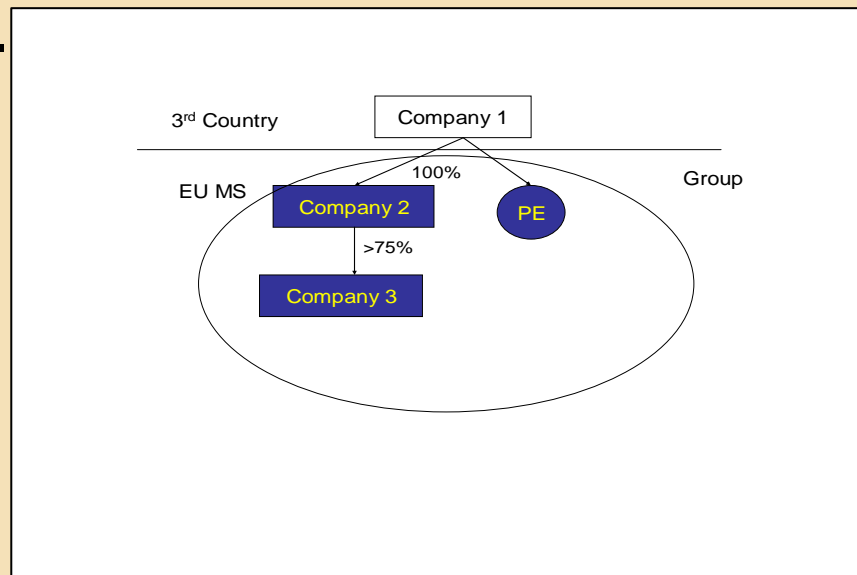 Company 1
3rd Country
100%
Group
EU MS
Company 2
PE
>75%
Company 3